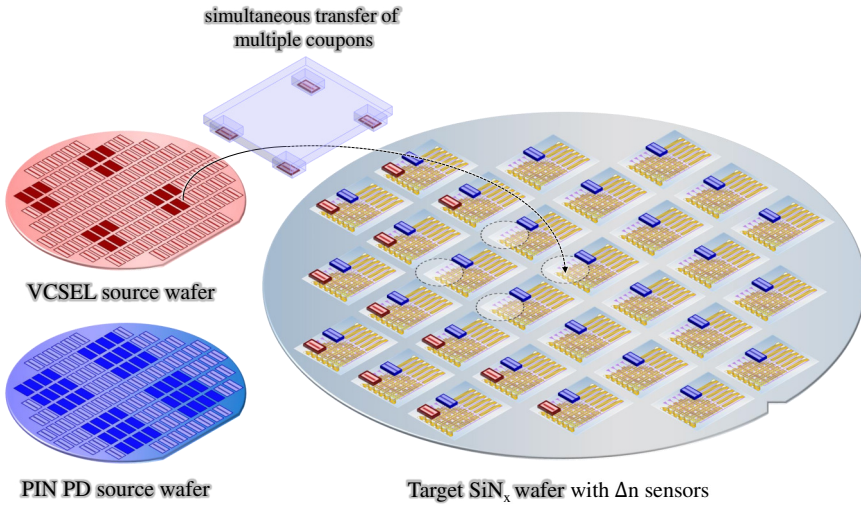 simultaneous transfer of
multiple coupons
VCSEL source wafer
PIN PD source wafer
Target SiNₓ wafer with Δn sensors